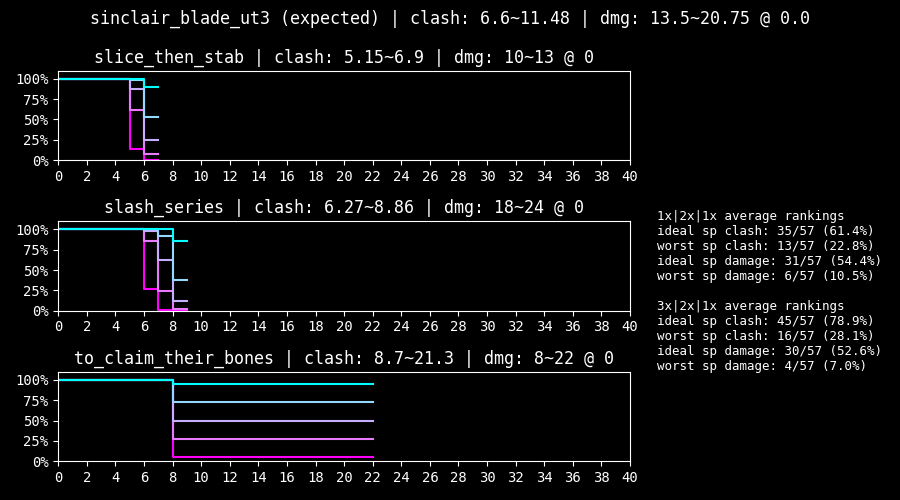 sinclair_blade_ut3 (expected) | clash: 6.6~11.48 | dmg: 13.5~20.75 @ 0.0
slice_then_stab | clash: 5.15~6.9 | dmg: 10~13 @ 0
100%
75%
50%
25%
0%
0 2 4 6 8 10 12 14 16 18 20 22 24 26 28 30 32 34 36 38 40
slash_series | clash: 6.27~8.86 | dmg: 18~24 @ 0
100%
75%
50%
25%
0%
0 2 4 6 8 10 12 14 16 18 20 22 24 26 28 30 32 34 36 38 40
to_claim_their_bones | clash: 8.7~21.3 | dmg: 8~22 @ 0
100%
75%
50%
25%
0%
0 2 4 6 8 10 12 14 16 18 20 22 24 26 28 30 32 34 36 38 40
1x|2x|1x average rankings
ideal sp clash: 35/57 (61.4%)
worst sp clash: 13/57 (22.8%)
ideal sp damage: 31/57 (54.4%)
worst sp damage: 6/57 (10.5%)
3x|2x|1x average rankings
ideal sp clash: 45/57 (78.9%)
worst sp clash: 16/57 (28.1%)
ideal sp damage: 30/57 (52.6%)
worst sp damage: 4/57 (7.0%)